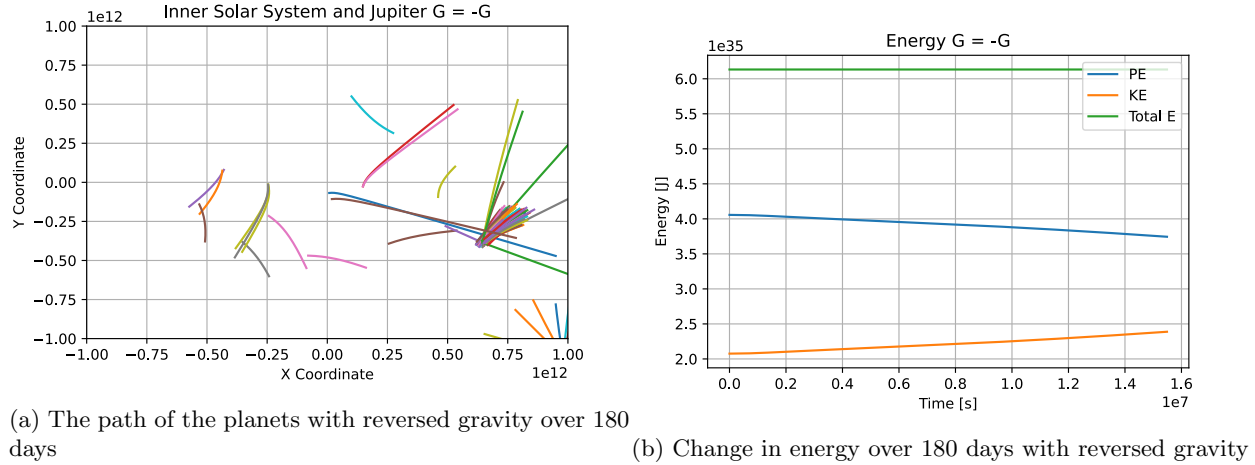 Inner Solar System and Jupiter G = -G
1e12
1.00
0.75
0.50
0.25
0.00
−0.25
−0.50
−0.75
−1.00
Y Coordinate
−1.00 −0.75 −0.50 −0.25 0.00 0.25 0.50 0.75 1.00
X Coordinate
1e12
(a) The path of the planets with reversed gravity over 180
days
Energy G = -G
1e35
6.0
5.5
5.0
4.5
4.0
3.5
3.0
2.5
2.0
Energy [J]
PE
KE
Total E
0.0 0.2 0.4 0.6 0.8 1.0 1.2 1.4 1.6
Time [s]
1e7
(b) Change in energy over 180 days with reversed gravity